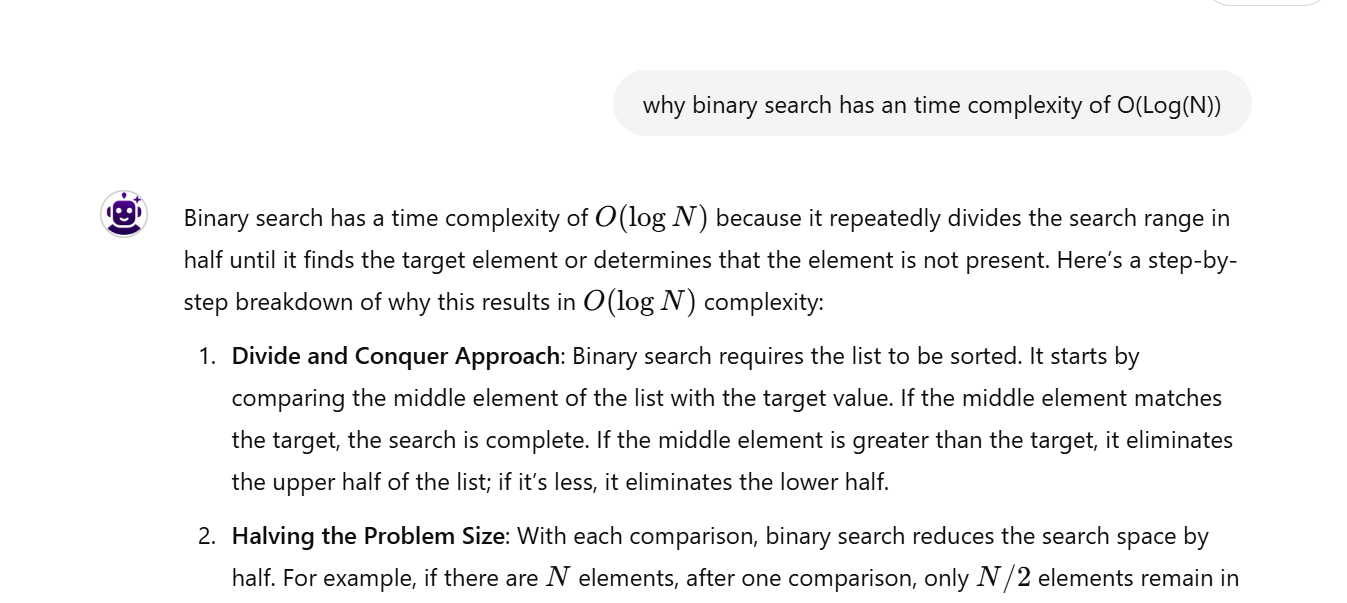 why binary search has an time complexity of O(Log(N))
Binary search has a time complexity of O(log N) because it repeatedly divides the search range in
half until it finds the target element or determines that the element is not present. Here’s a step-by-
step breakdown of why this results in O(log N) complexity:
1. Divide and Conquer Approach: Binary search requires the list to be sorted. It starts by
comparing the middle element of the list with the target value. If the middle element matches
the target, the search is complete. If the middle element is greater than the target, it eliminates
the upper half of the list; if it’s less, it eliminates the lower half.
2. Halving the Problem Size: With each comparison, binary search reduces the search space by
half. For example, if there are N elements, after one comparison, only N/2 elements remain in